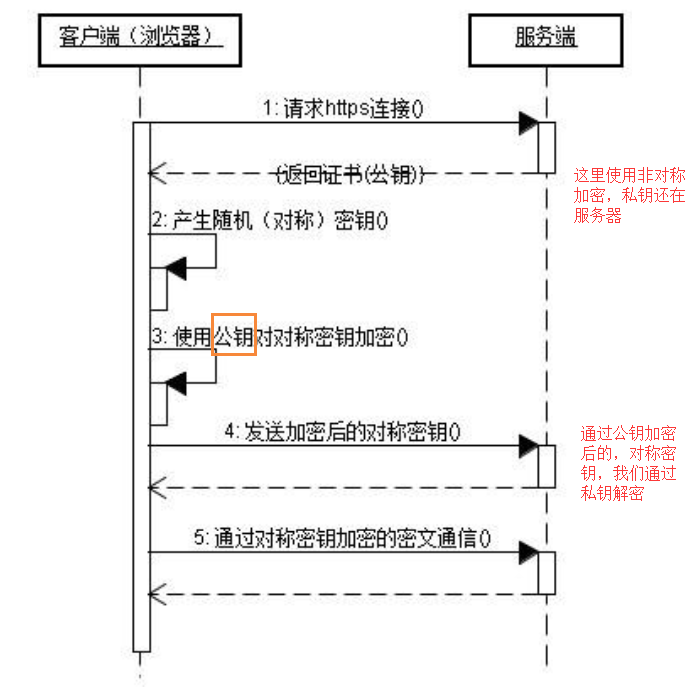 客户端（浏览器）
服务端
1: 请求https连接()
(返回证书(公钥))
这里使用非对称
加密，私钥还在
服务器
2: 产生随机（对称）密钥()
3: 使用公钥对对称密钥加密()
4: 发送加密后的对称密钥()
通过公钥加密
后的，对称密
钥，我们通过
私钥解密
5: 通过对称密钥加密的密文通信()